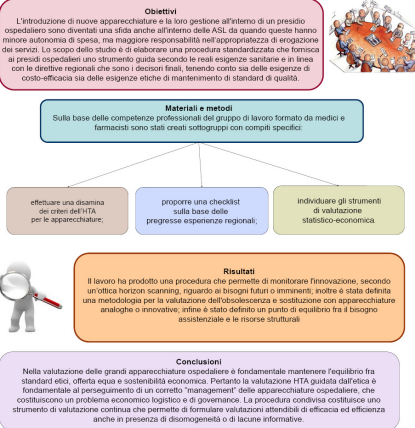 Obiettivi
L'introduzione di nuove apparecchiature e la loro gestione all'interno di un presidio
ospedaliero sono diventati una sfida anche all'interno delle ASL da quando queste hanno
minore autonomia di spesa, ma maggiore responsabilità nell'appropriatezza di erogazione
dei servizi. Lo scopo dello studio è di elaborare una procedura standardizzata che fornisca
ai presidi ospedalieri uno strumento guida secondo le reali esigenze sanitarie e in linea
con le direttive regionali che sono i decisori finali, tenendo conto sia delle esigenze di
costo-efficacia sia delle esigenze etiche di mantenimento di standard di qualità.
Materiali e metodi
Sulla base delle competenze professionali del gruppo di lavoro formato da medici e
farmacisti sono stati creati sottogruppi con compiti specifici:
effettuare una disamina
dei criteri dell'HTA
per le apparecchiature;
proporre una checklist
sulla base delle
pregresse esperienze regionali;
individuare gli strumenti
di valutazione
statistico-economica.
Risultati
Il lavoro ha prodotto una procedura che permette di monitorare l'innovazione, secondo
un'ottica horizon scanning, riguardo ai bisogni futuri o imminenti; inoltre è stata definita
una metodologia per la valutazione dell'obsolescenza e sostituzione con apparecchiature
analoghe o innovative; infine è stato definito un punto di equilibrio fra il bisogno
assistenziale e le risorse strutturali
Conclusioni
Nella valutazione delle grandi apparecchiature ospedaliere è fondamentale mantenere l'equilibrio fra
standard etici, offerta equa e sostenibilità economica. Pertanto la valutazione HTA guidata dall'etica è
fondamentale al perseguimento di un corretto "management" delle apparecchiature ospedaliere, che
costituiscono un problema economico logistico e di governance. La procedura condivisa costituisce uno
strumento di valutazione continua che permette di formulare valutazioni attendibili di efficacia ed efficienza
anche in presenza di disomogeneità o di lacune informative.